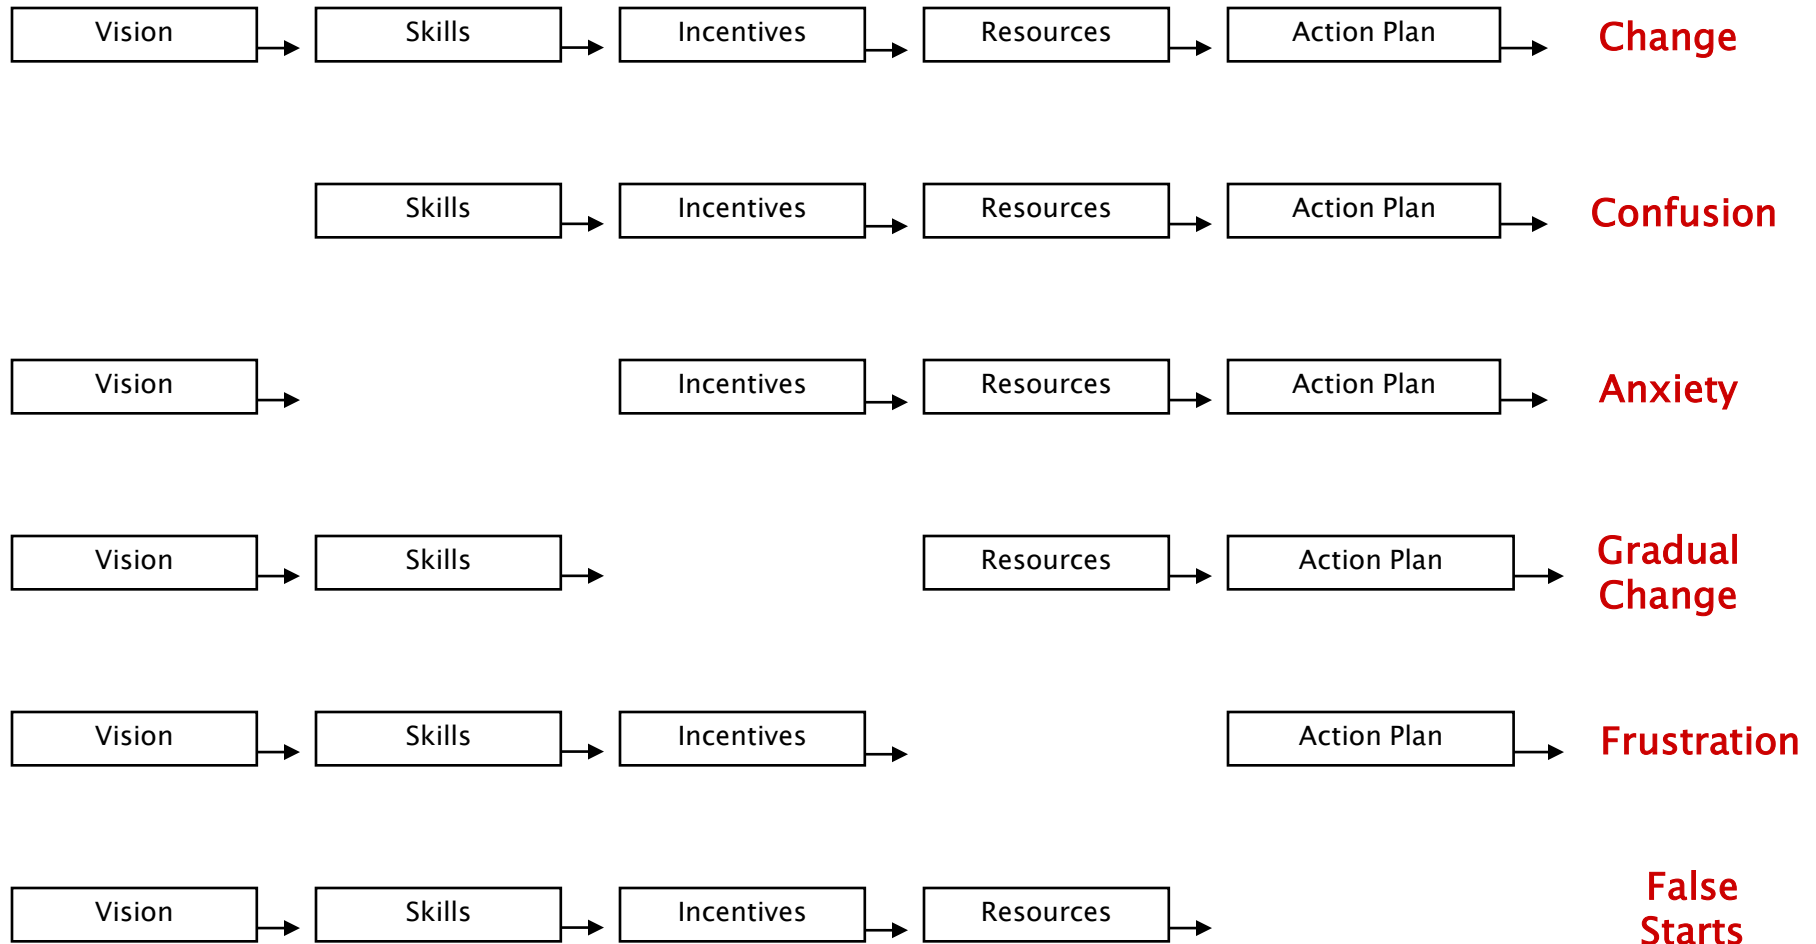 Vision Skills Incentives Resources Action Plan Change
Skills Incentives Resources Action Plan Confusion
Vision Incentives Resources Action Plan Anxiety
Vision Skills Resources Action Plan Gradual
Change
Vision Skills Incentives Action Plan Frustration
Vision Skills Incentives Resources False
Starts